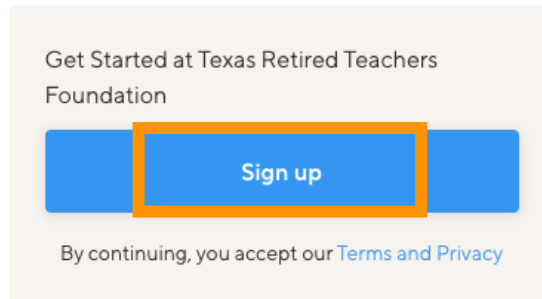 Get Started at Texas Retired Teachers
Foundation
Sign up
By continuing, you accept our Terms and Privacy